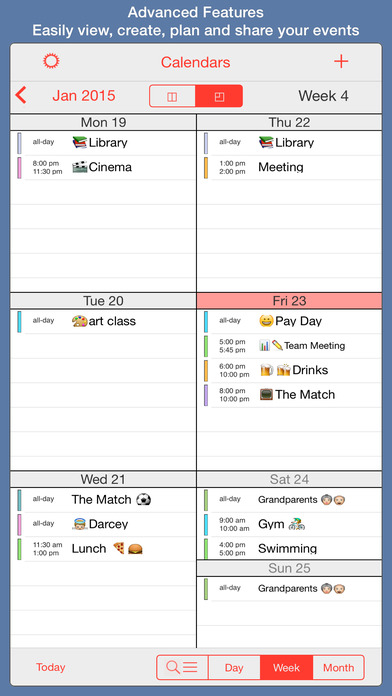 Advanced Features
Easily view, create, plan and share your events
Calendars
Jan 2015
Week 4
Mon 19
all-day 📚Library
8:00 pm
11:30 pm
🎬Cinema
Thu 22
all-day 📚Library
1:00 pm
2:00 pm
Meeting
Tue 20
all-day 🎨art class
Fri 23
all-day 😀Pay Day
5:00 pm
5:45 pm
📊✏️Team Meeting
6:00 pm
10:00 pm
🍺 🍻Drinks
8:00 pm
10:00 pm
📺The Match
Wed 21
all-day The Match ⚽
all-day Darcey
11:30 am
1:00 pm
Lunch 🍕🍔
Sat 24
all-day Grandparents 👵👴
9:00 am
10:00 am
Gym 🚴
4:00 pm
5:00 pm
Swimming
Sun 25
all-day Grandparents 👵👴
Today
Day
Week
Month